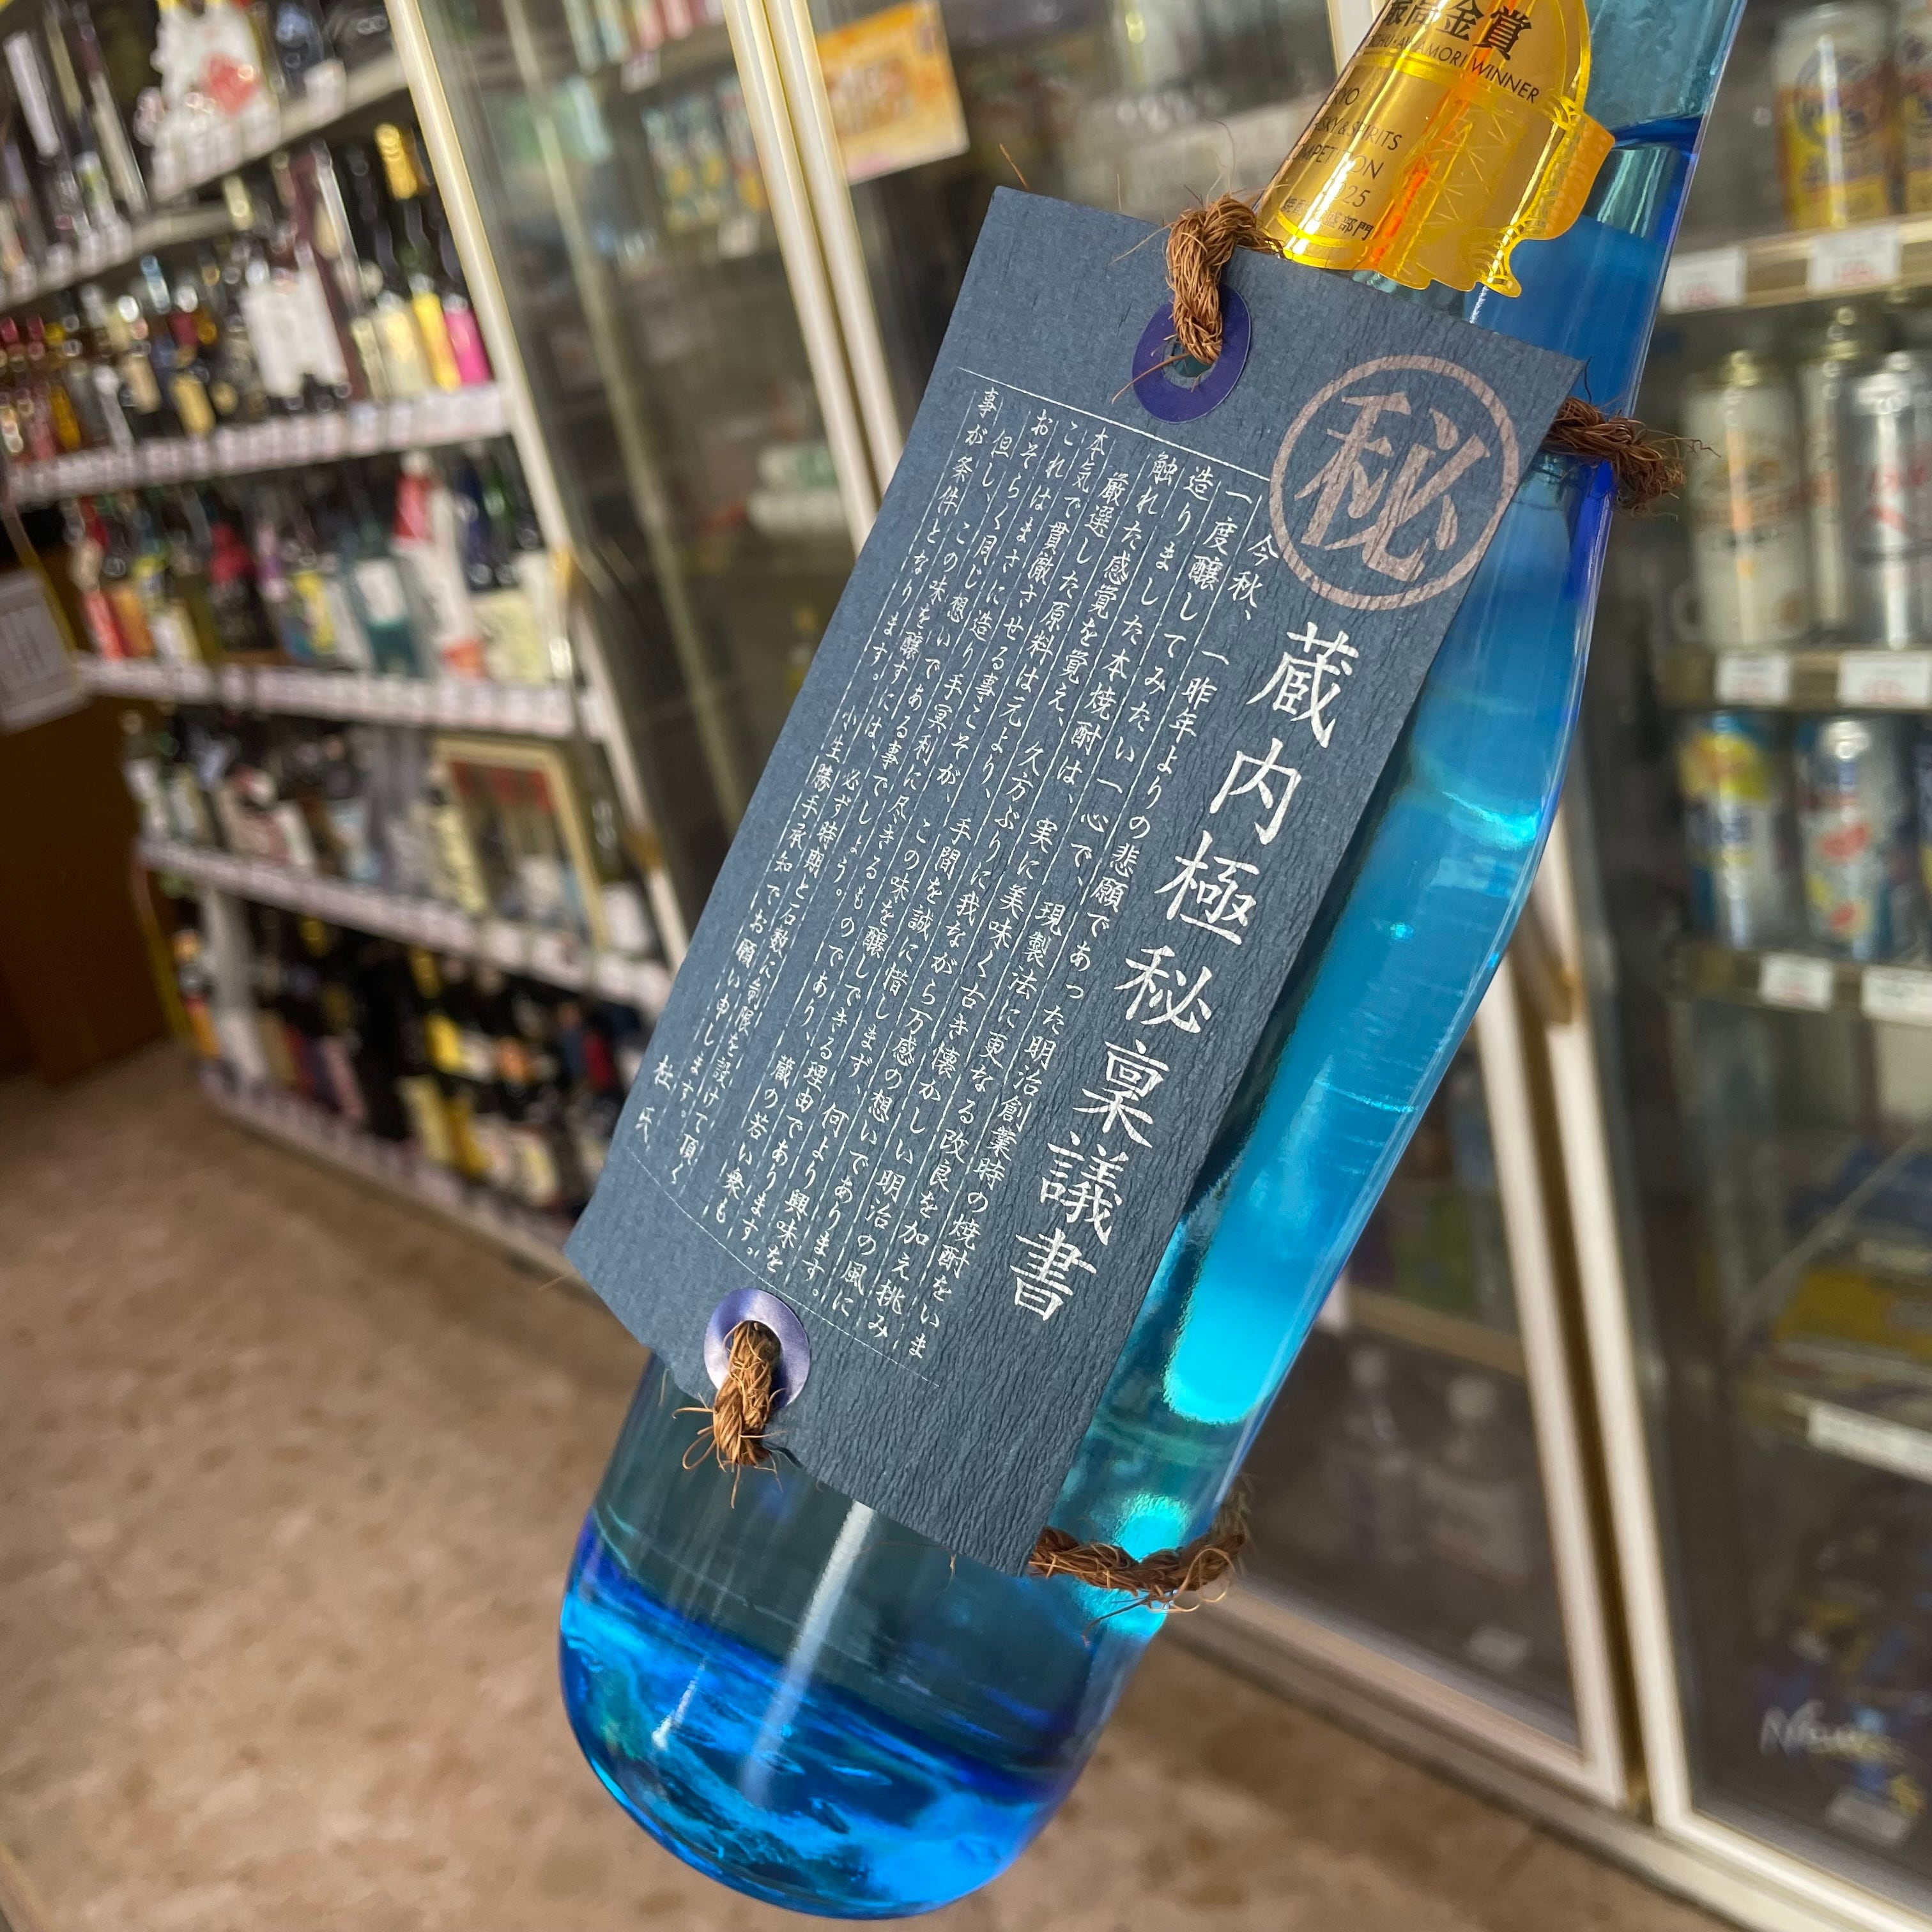 金賞
AWAMORI WINNER
SPIRITS
㊙
蔵内極秘稟議書
今秋、一昨年よりの悲願であった明治創業時の焼酎をいま
一度醸してみたい一心で、現製法に更なる改良を加え挑み
造りました本焼酎は、実に美味く古き懐かしい明治の風に
触れた感覚を覚え、久方ぶりに我ながら万感の想いであります。
厳選した原料は元より、手間を誠に惜しまず、何より興味を
本気で貫徹させる事こそが、この味を醸しできる理由であります。
これはまさに造り手冥利に尽きるものであり、蔵の若い衆も
おそらく同じ想いである事でしょう。
但し、この味を醸すには、必ず時期と石数に制限を設けて頂く
事が条件となります。小生勝手承知でお願い申します。
杜氏